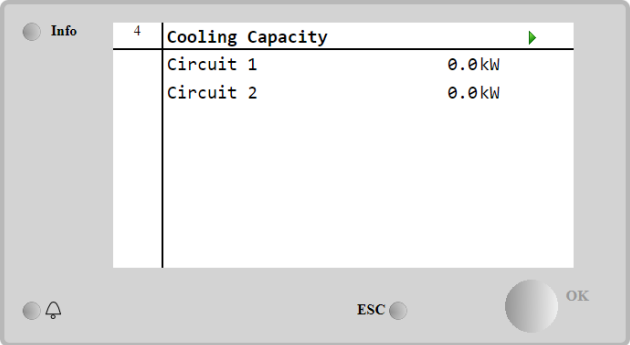 Info
4 Cooling Capacity
Circuit 1 0.0kW
Circuit 2 0.0kW
ESC
OK